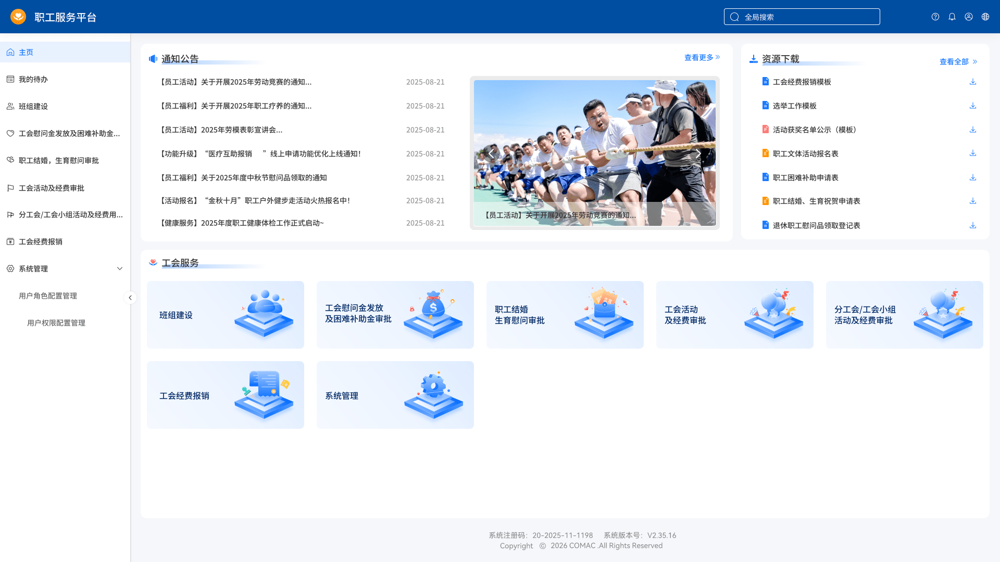 职工服务平台
全局搜索
主页
我的待办
班组建设
工会慰问金发放及困难补助金...
职工结婚，生育慰问审批
工会活动及经费审批
分工会/工会小组活动及经费用...
工会经费报销
系统管理
用户角色配置管理
用户权限配置管理
通知公告
查看更多
【员工活动】关于开展2025年劳动竞赛的通知... 2025-08-21
【员工福利】关于开展2025年职工疗养的通知... 2025-08-21
【员工活动】2025年劳模表彰宣讲会... 2025-08-21
【功能升级】“医疗互助报销 ”线上申请功能优化上线通知！ 2025-08-21
【员工福利】关于2025年度中秋节慰问品领取的通知 2025-08-21
【活动报名】“金秋十月”职工户外健步走活动火热报名中！ 2025-08-21
【健康服务】2025年度职工健康体检工作正式启动~ 2025-08-21
【员工活动】关于开展2025年劳动竞赛的通知...
资源下载
查看全部
工会经费报销模板
选举工作模板
活动获奖名单公示（模板）
职工文体活动报名表
职工困难补助申请表
职工结婚、生育祝贺申请表
退休职工慰问品领取登记表
工会服务
班组建设
工会慰问金发放
及困难补助金审批
职工结婚
生育慰问审批
工会活动
及经费审批
分工会/工会小组
活动及经费审批
工会经费报销
系统管理
系统注册码：20-2025-11-1198 系统版本号：V2.35.16
Copyright © 2026 COMAC .All Rights Reserved